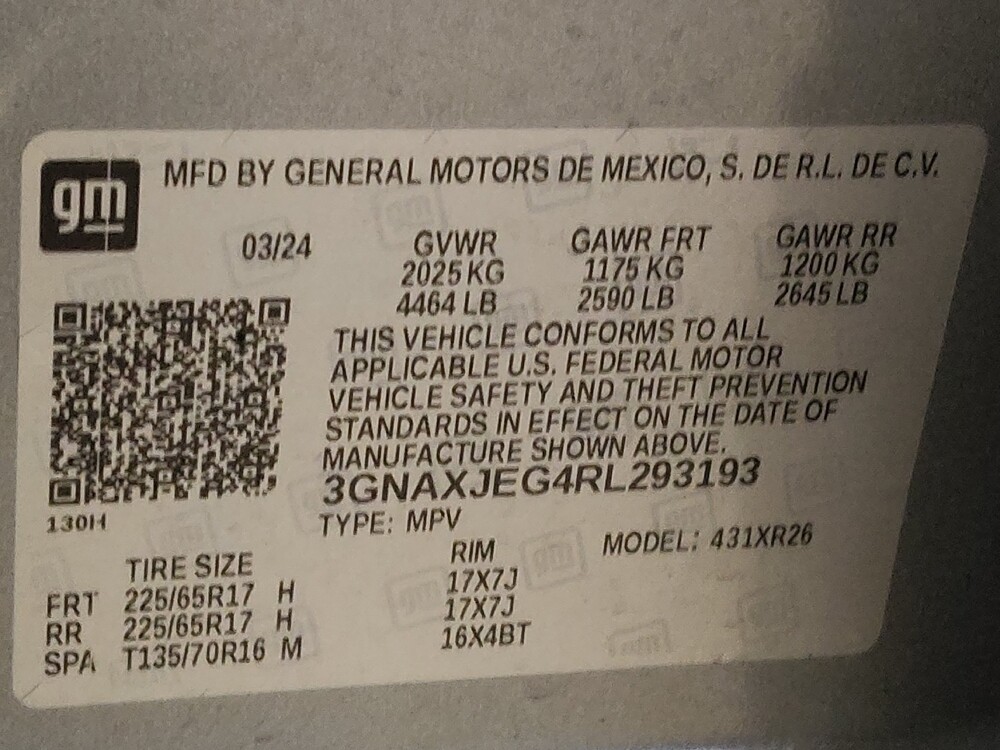 gm MFD BY GENERAL MOTORS DE MEXICO, S. DE R.L. DE C.V.
03/24 GVWR GAWR FRT GAWR RR
2025 KG 1175 KG 1200 KG
4464 LB 2590 LB 2645 LB
THIS VEHICLE CONFORMS TO ALL
APPLICABLE U.S. FEDERAL MOTOR
VEHICLE SAFETY AND THEFT PREVENTION
STANDARDS IN EFFECT ON THE DATE OF
MANUFACTURE SHOWN ABOVE.
3GNAXJEG4RL293193
130H
TYPE: MPV MODEL: 431XR26
TIRE SIZE RIM
FRT 225/65R17 H 17X7J
RR 225/65R17 H 17X7J
SPA T135/70R16 M 16X4BT